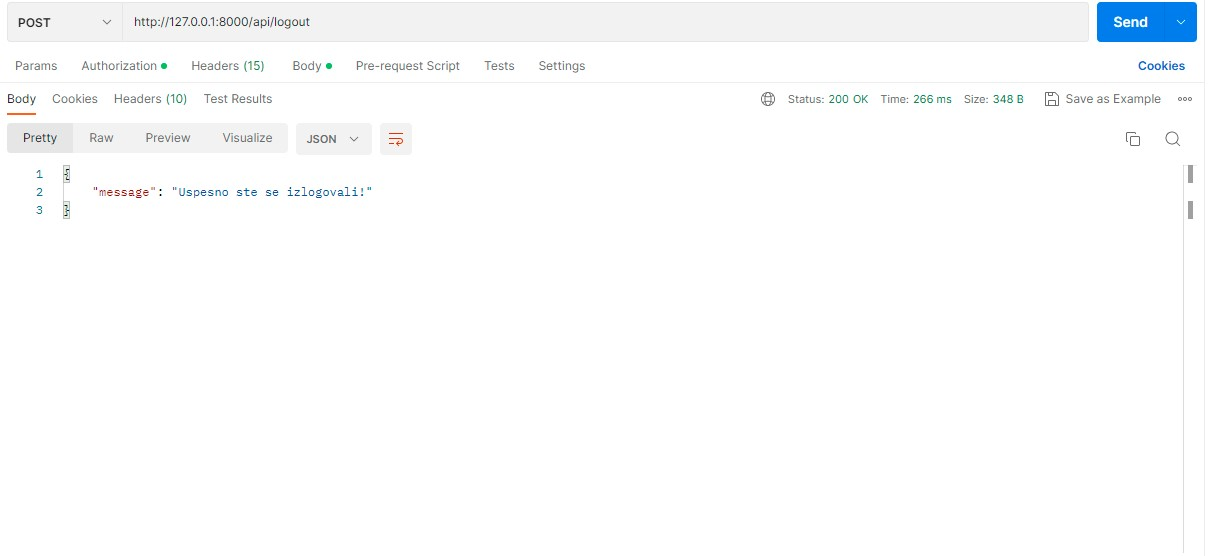 POST http://127.0.0.1:8000/api/logout Send
Params Authorization Headers (15) Body Pre-request Script Tests Settings Cookies
Body Cookies Headers (10) Test Results Status: 200 OK Time: 266 ms Size: 348 B Save as Example
Pretty Raw Preview Visualize JSON
1 {
2 "message": "Uspesno ste se izlogovali!"
3 }